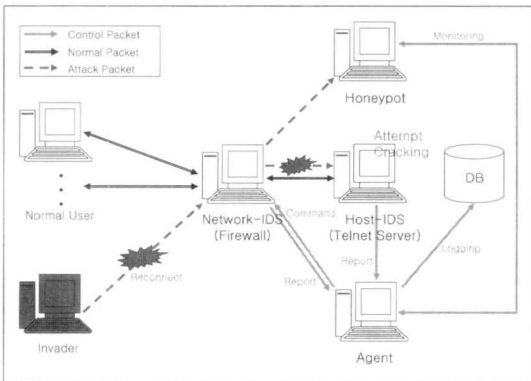 Control Packet
Normal Packet
Attack Packet
Monitoring
Honeypot
Attempt
Cracking
DB
Normal User
Network-IDS
(Firewall)
Command
Host-IDS
(Telnet Server)
Logging
Reconnect
Report
Report
Invader
Agent